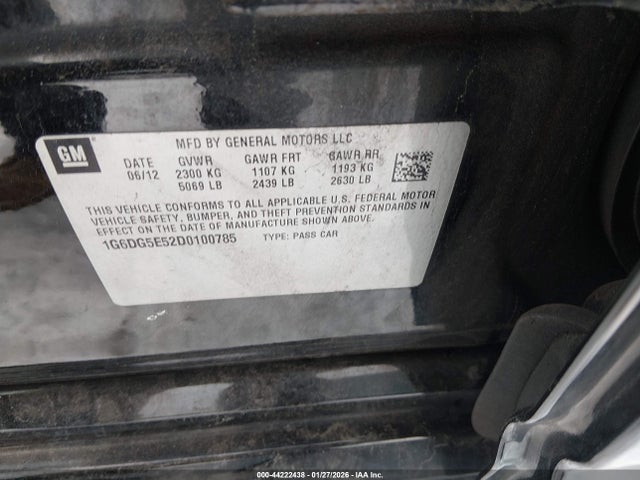 GM
MFD BY GENERAL MOTORS LLC
06/12 GVWR GAWR FRT GAWR RR
2300 KG 1107 KG 1193 KG
5069 LB 2439 LB 2630 LB
THIS VEHICLE CONFORMS TO ALL APPLICABLE U.S. FEDERAL MOTOR
VEHICLE SAFETY, BUMPER, AND THEFT PREVENTION STANDARDS IN
EFFECT ON THE DATE OF MANUFACTURE SHOWN ABOVE.
1G6DG5E52D0100785 TYPE: PASS CAR
000-44222438 - 01/27/2026 - IAA Inc.